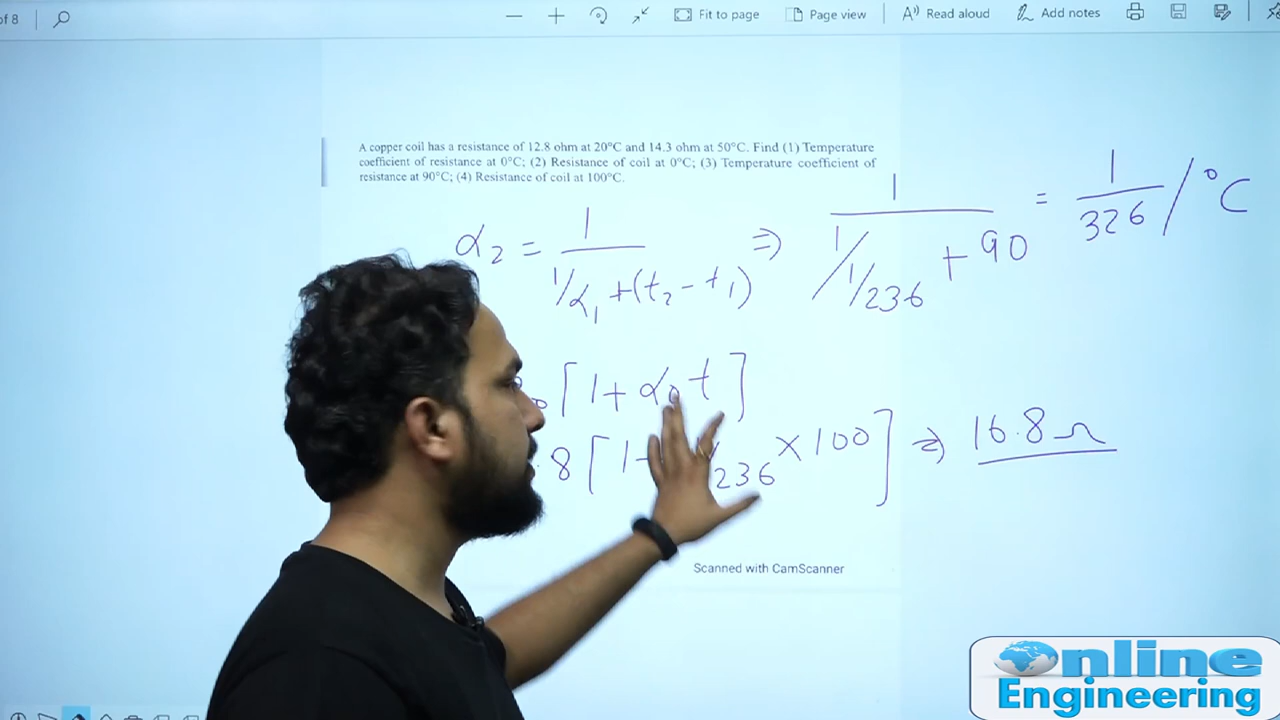 of 8 Fit to page Page view Read aloud Add notes
A copper coil has a resistance of 12.8 ohm at 20°C and 14.3 ohm at 50°C. Find (1) Temperature
coefficient of resistance at 0°C; (2) Resistance of coil at 0°C; (3) Temperature coefficient of
resistance at 90°C; (4) Resistance of coil at 100°C.
α₂ = 1 / (1/α₁ + (t₂ - t₁)) ⇒ 1 / (1/1/236 + 90) = 1/326 /°C
[1 + α₀t]
.8 [1 + /236 × 100] ⇒ 16.8 Ω
Scanned with CamScanner
Online
Engineering